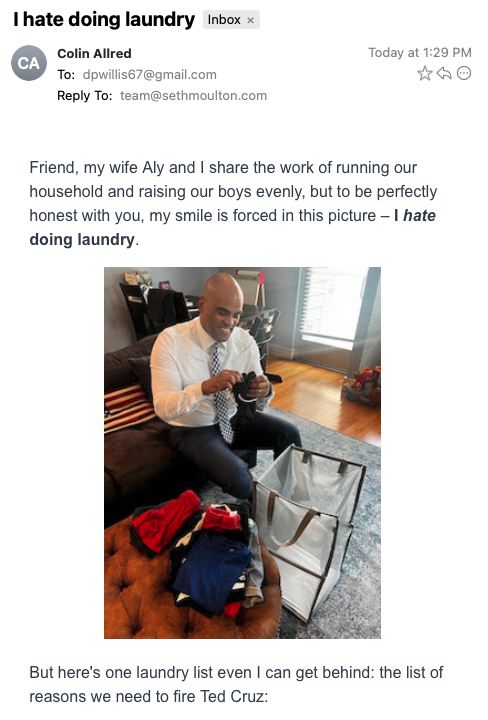 I hate doing laundry Inbox ×
CA
Colin Allred
Today at 1:29 PM
To: dpwillis67@gmail.com
Reply To: team@sethmoulton.com
Friend, my wife Aly and I share the work of running our
household and raising our boys evenly, but to be perfectly
honest with you, my smile is forced in this picture – I hate
doing laundry.
But here's one laundry list even I can get behind: the list of
reasons we need to fire Ted Cruz: